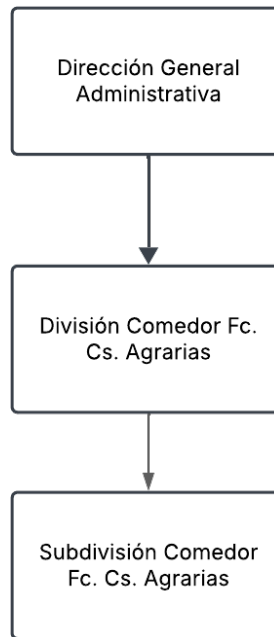 Dirección General
Administrativa
División Comedor Fc.
Cs. Agrarias
Subdivisión Comedor
Fc. Cs. Agrarias